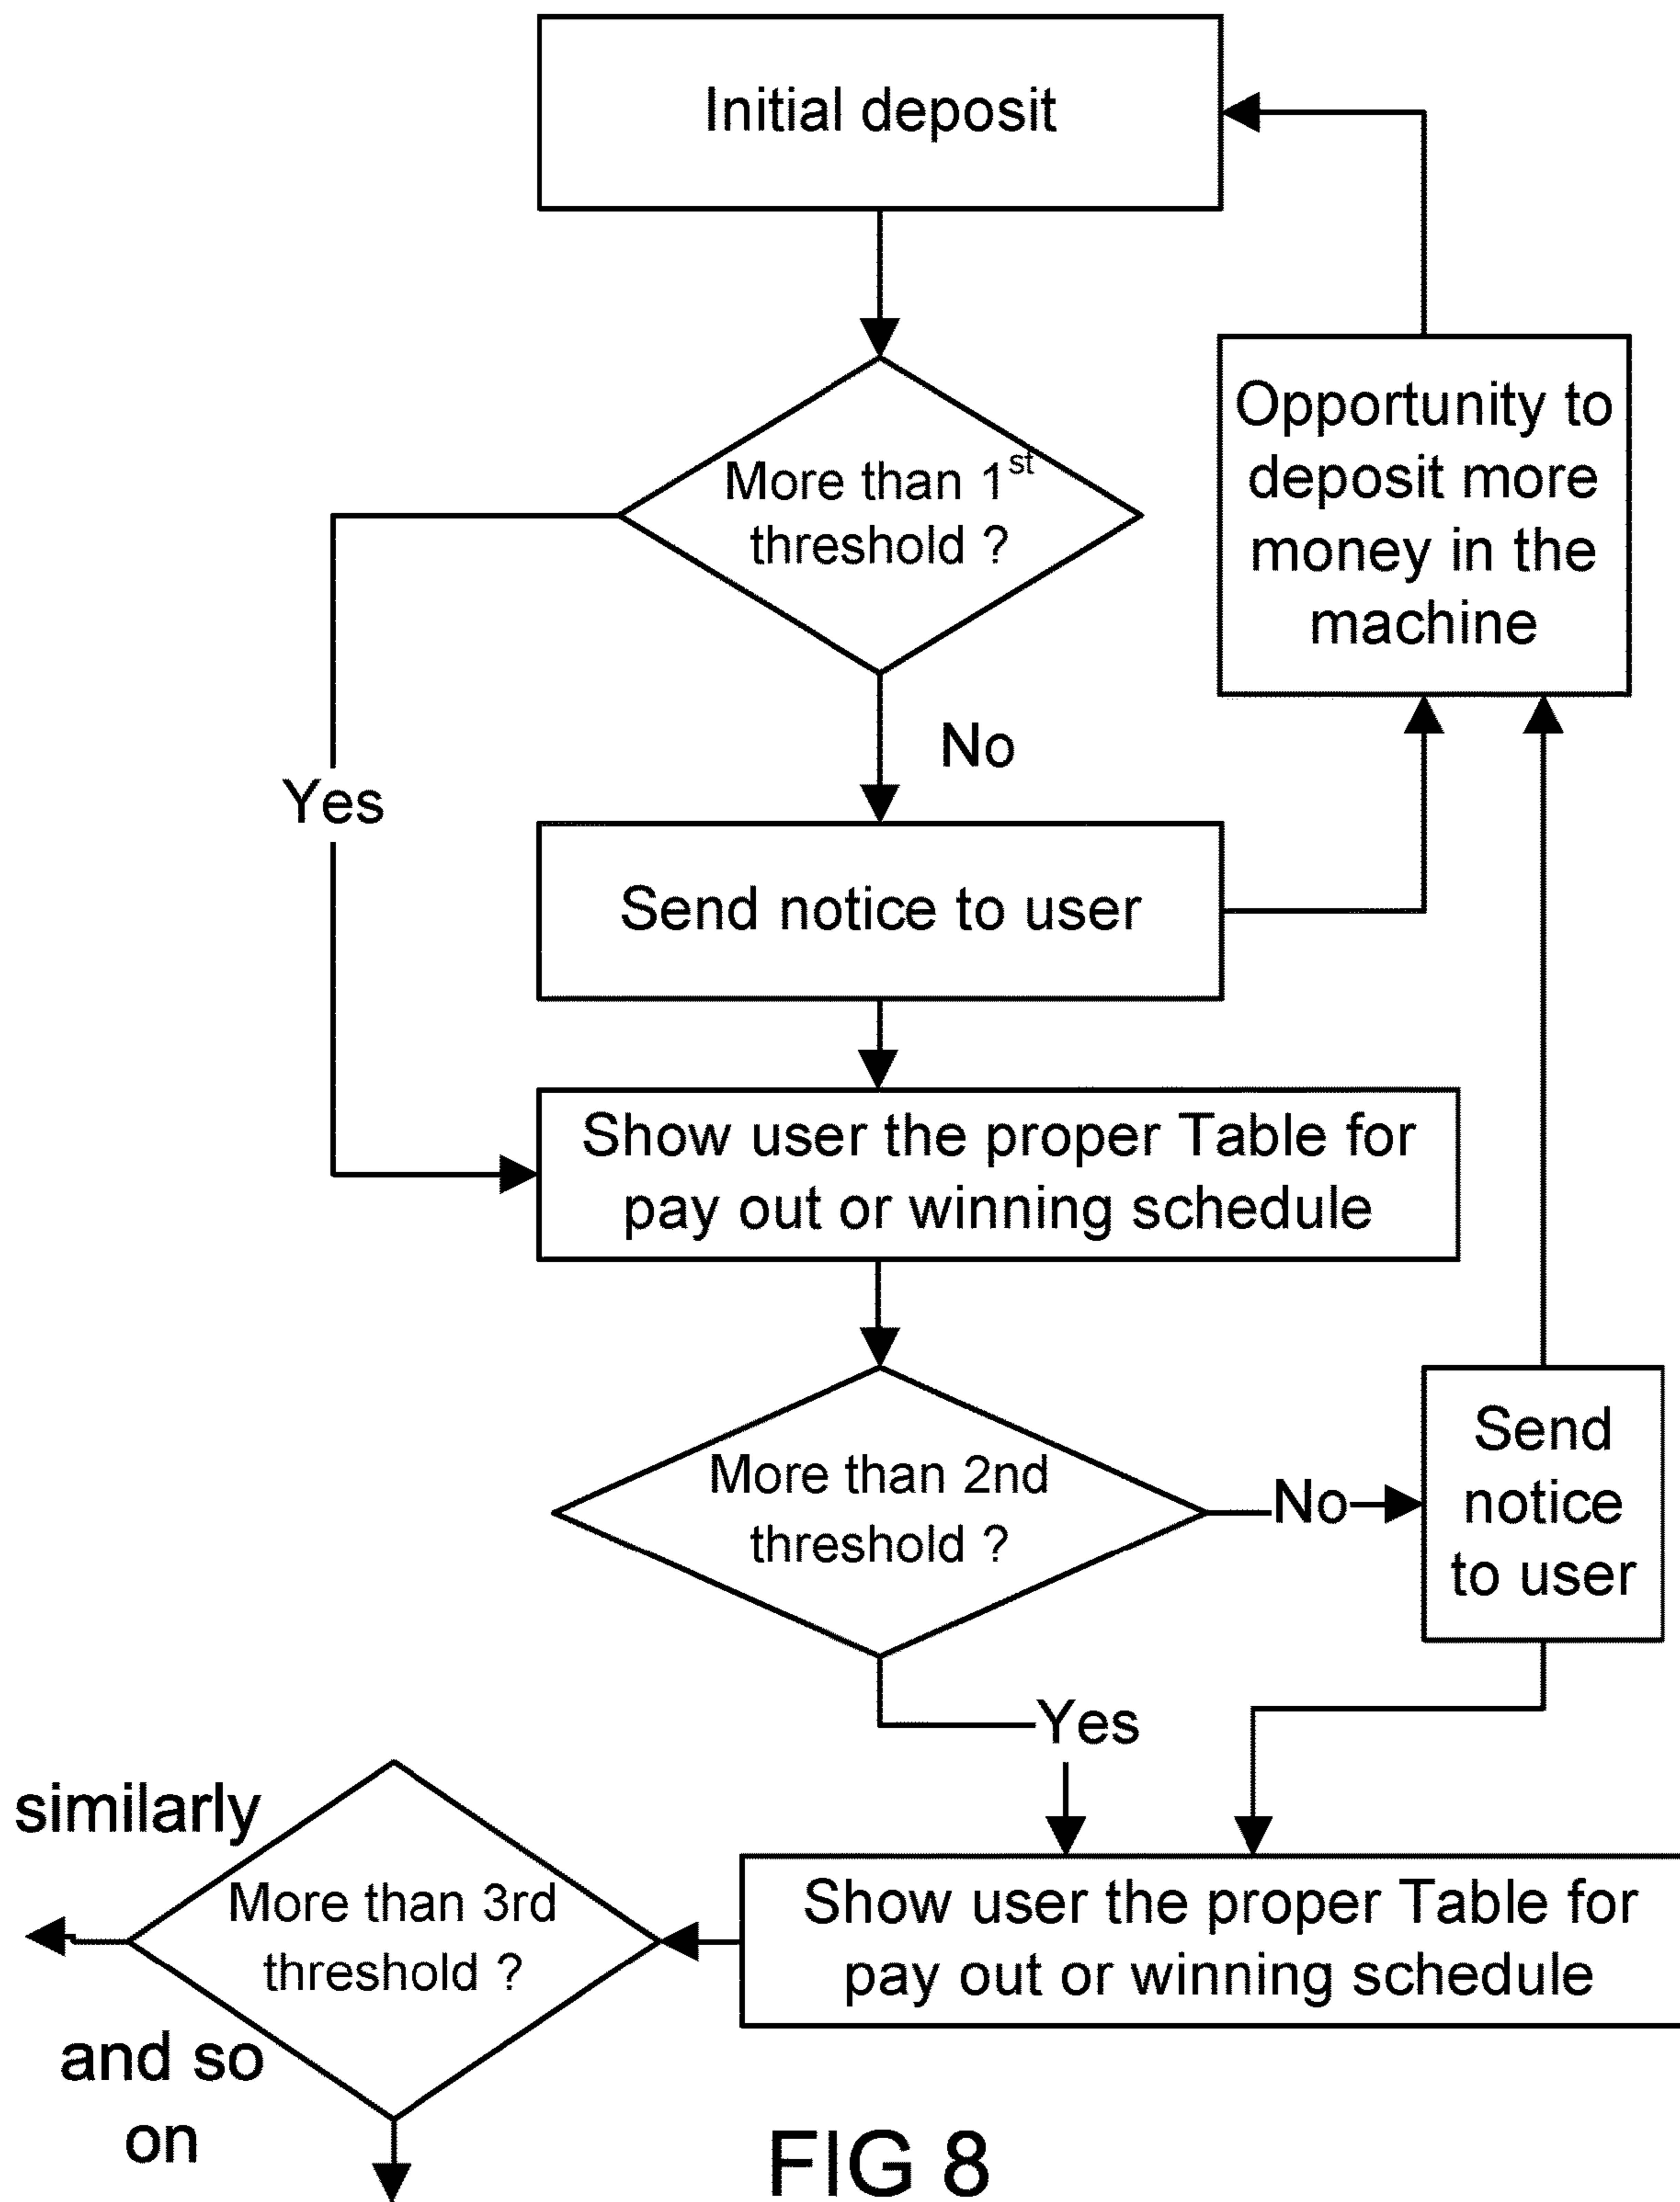 Initial deposit
Opportunity to
deposit more
money in the
machine
More than 1st
threshold ?
No
Yes
Send notice to user
Show user the proper Table for
pay out or winning schedule
More than 2nd
threshold ?
No
Send
notice
to user
Yes
similarly
More than 3rd
threshold ?
Show user the proper Table for
pay out or winning schedule
and so
on
FIG 8